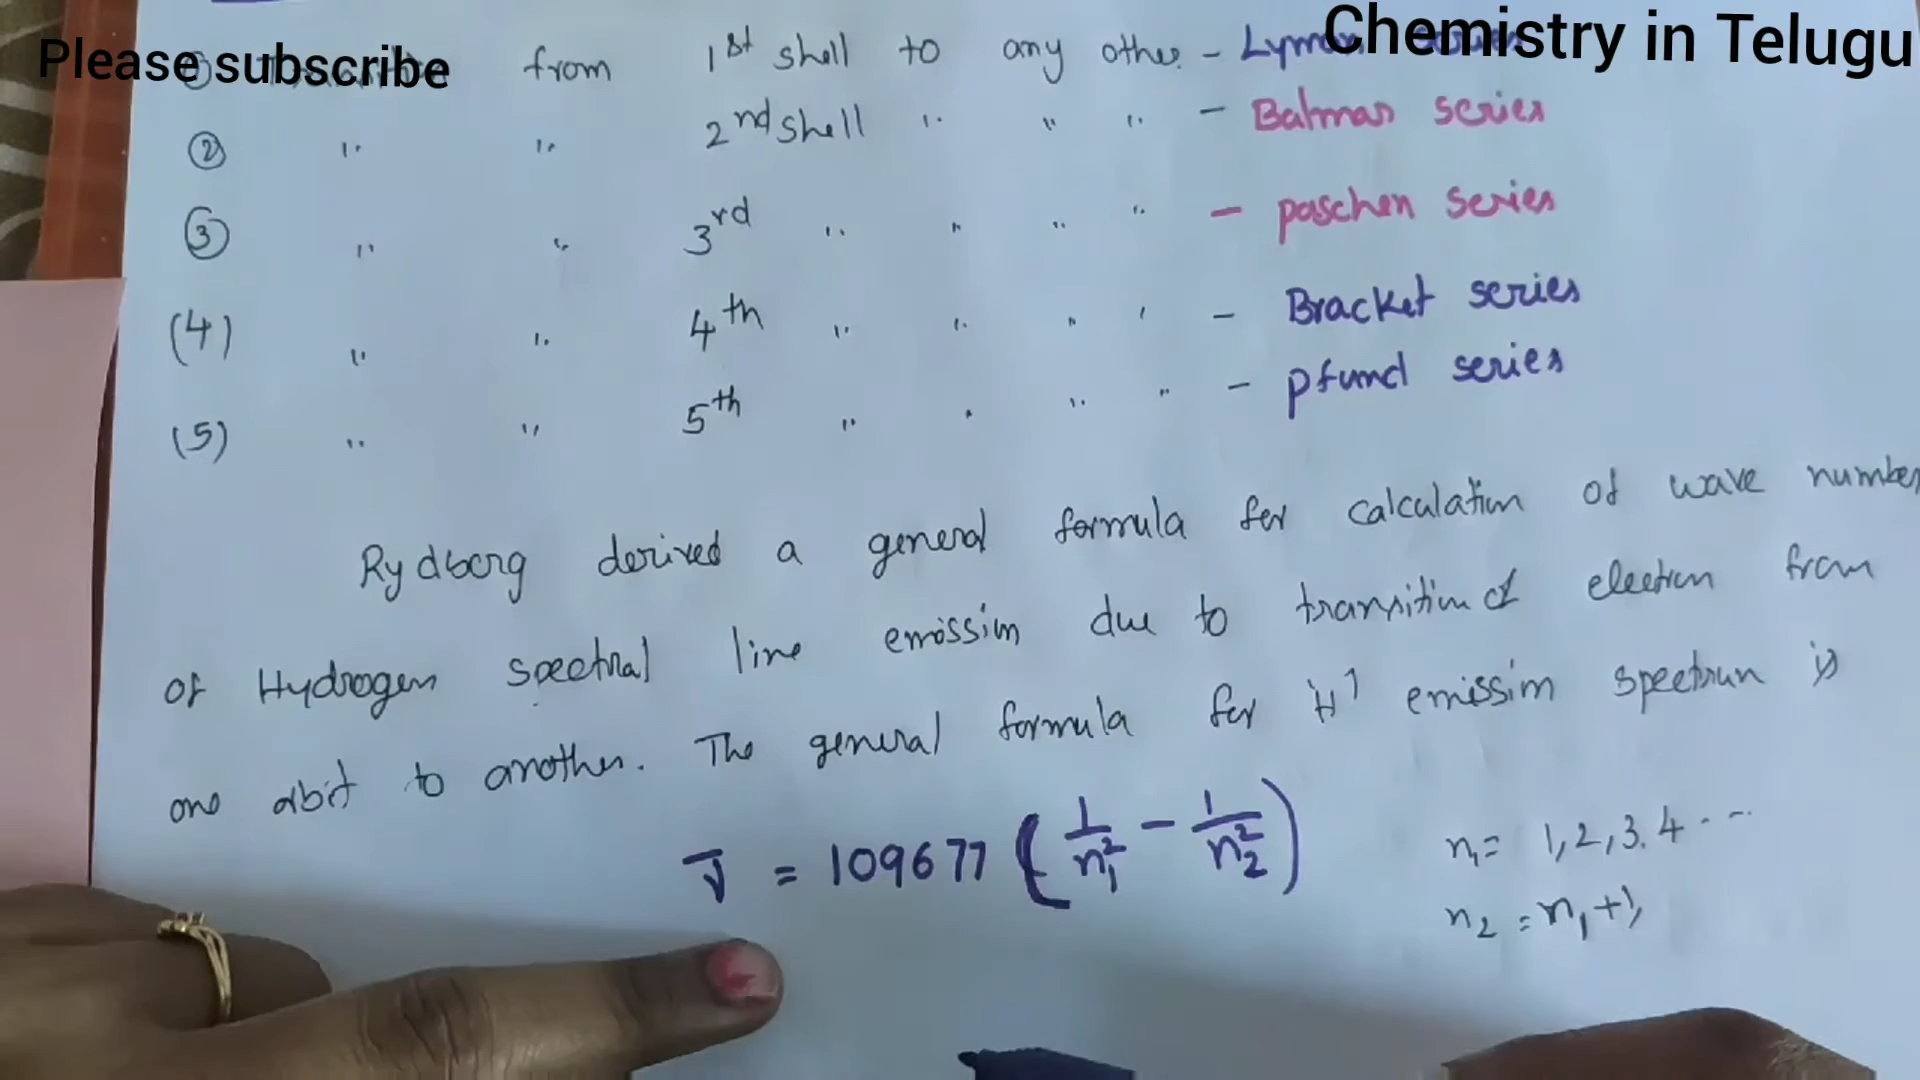 Please subscribe
Chemistry in Telugu
① from 1st shell to any other - Lyman series
② " " 2nd shell " " " - Balmar series
③ " " 3rd " " " " - paschen series
(4) " " 4th " " " " - Bracket series
(5) " " 5th " " " " - pfund series
Rydberg derived a general formula for calculation of wave number
of Hydrogen spectral line emission due to transition of electron from
one orbit to another. The general formula for 'H' emission spectrum is
ν̅ = 109677 (1/n₁² - 1/n₂²)
n₁= 1,2,3,4 ...
n₂ = n₁+1,